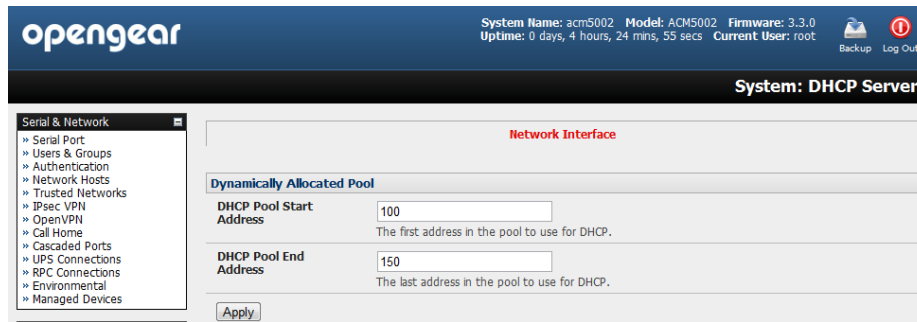 opengear
System Name: acm5002 Model: ACM5002 Firmware: 3.3.0
Uptime: 0 days, 4 hours, 24 mins, 55 secs Current User: root
Backup Log Out
System: DHCP Server
Serial & Network
» Serial Port
» Users & Groups
» Authentication
» Network Hosts
» Trusted Networks
» IPsec VPN
» OpenVPN
» Call Home
» Cascaded Ports
» UPS Connections
» RPC Connections
» Environmental
» Managed Devices
Network Interface
Dynamically Allocated Pool
DHCP Pool Start
Address
100
The first address in the pool to use for DHCP.
DHCP Pool End
Address
150
The last address in the pool to use for DHCP.
Apply